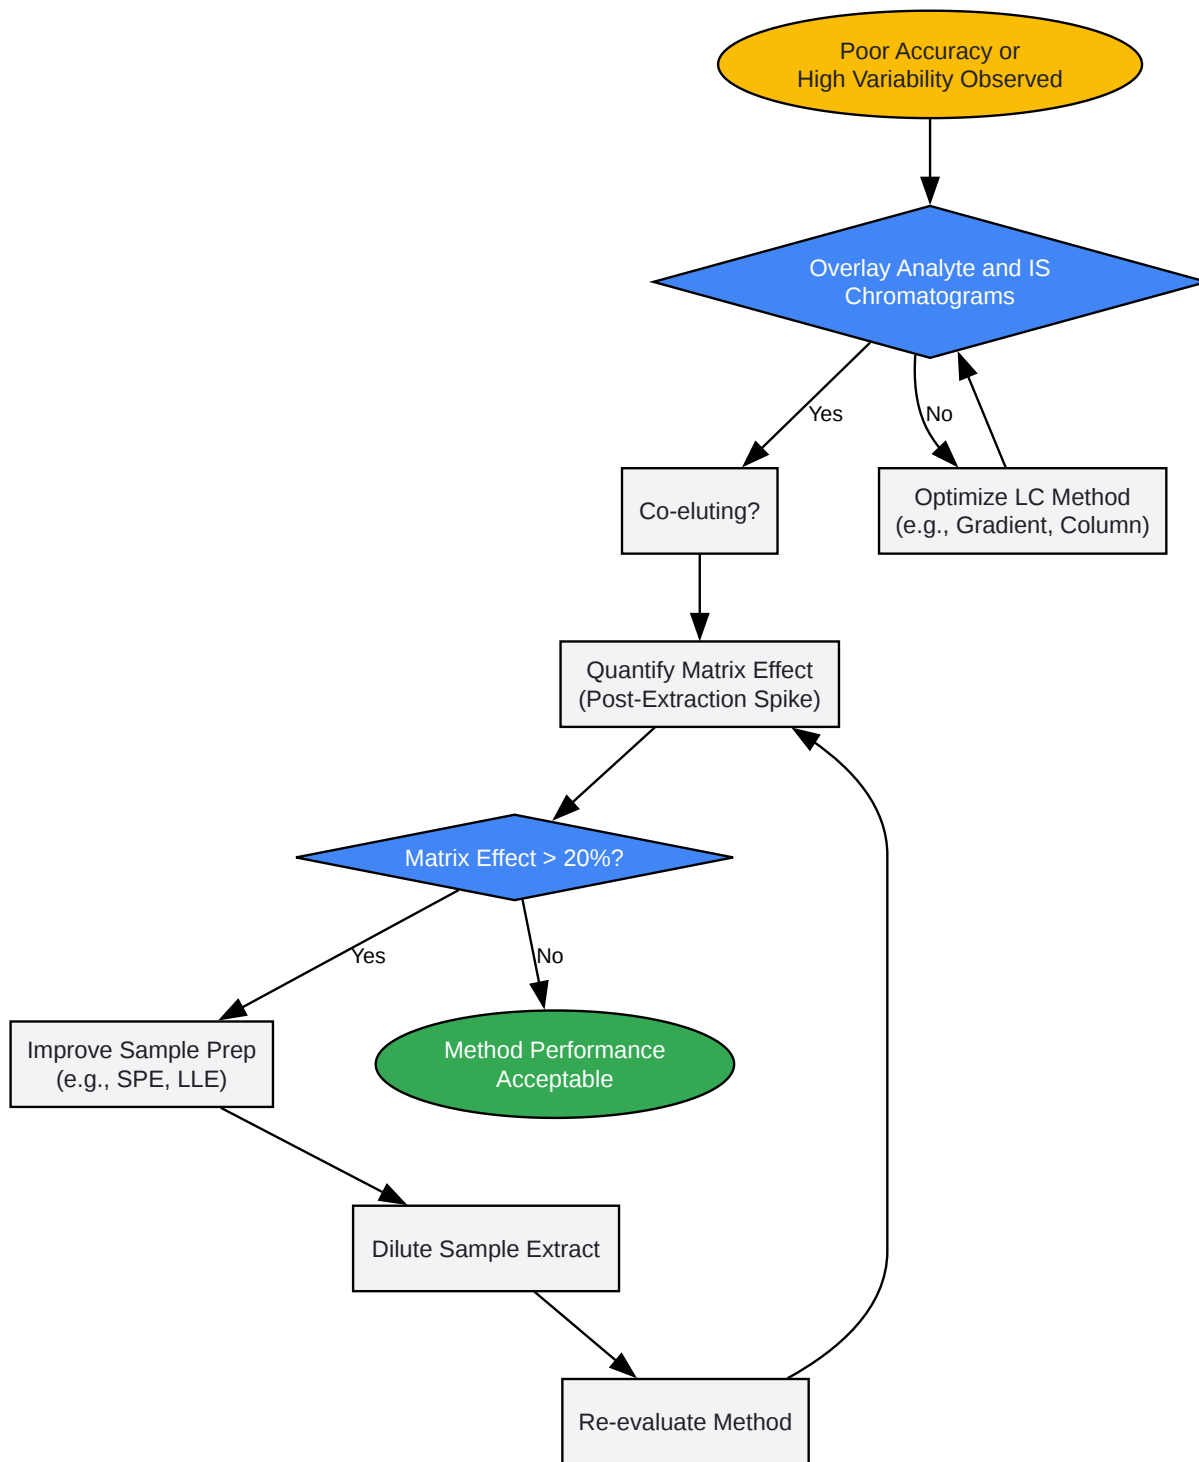 Poor Accuracy or
High Variability Observed
Overlay Analyte and IS
Chromatograms
Yes
No
Co-eluting?
Optimize LC Method
(e.g., Gradient, Column)
Quantify Matrix Effect
(Post-Extraction Spike)
Matrix Effect > 20%?
Yes
No
Improve Sample Prep
(e.g., SPE, LLE)
Method Performance
Acceptable
Dilute Sample Extract
Re-evaluate Method